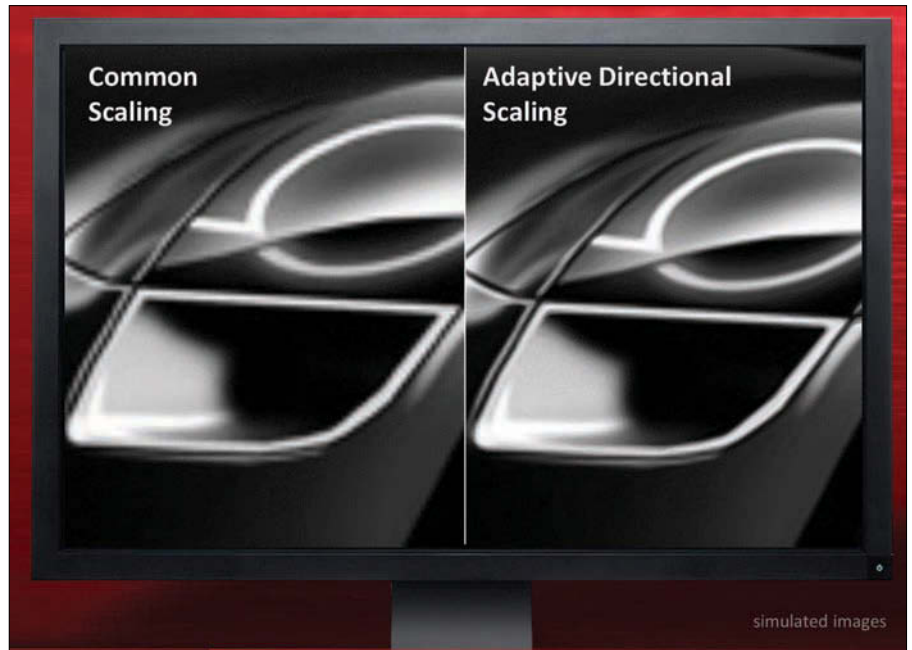 Common
Scaling
Adaptive Directional
Scaling
simulated images